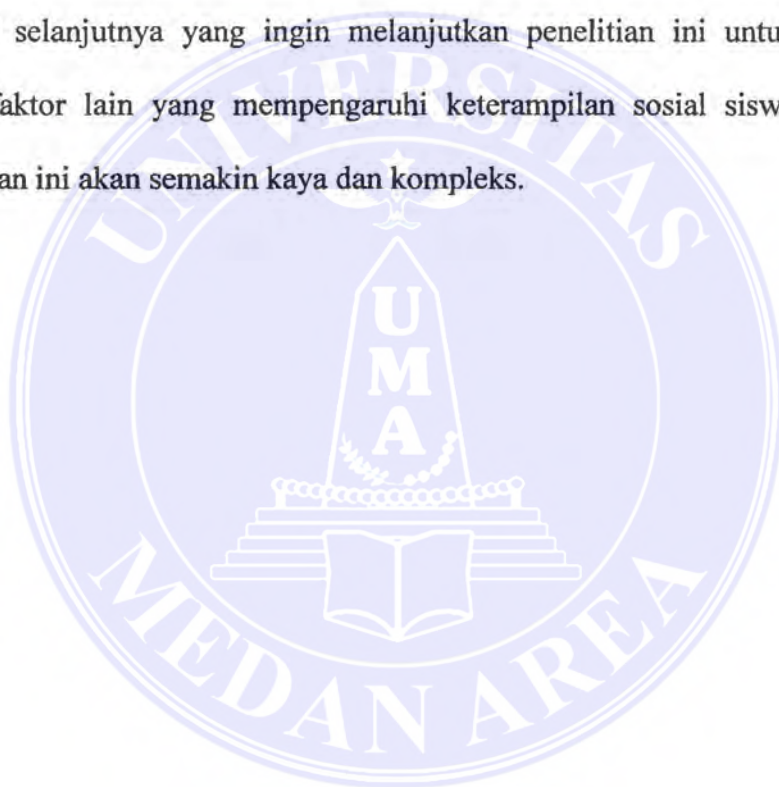 selanjutnya yang ingin melanjutkan penelitian ini untu
faktor lain yang mempengaruhi keterampilan sosial sisw
an ini akan semakin kaya dan kompleks.
UNIVERSITAS
U
M
A
MEDAN AREA